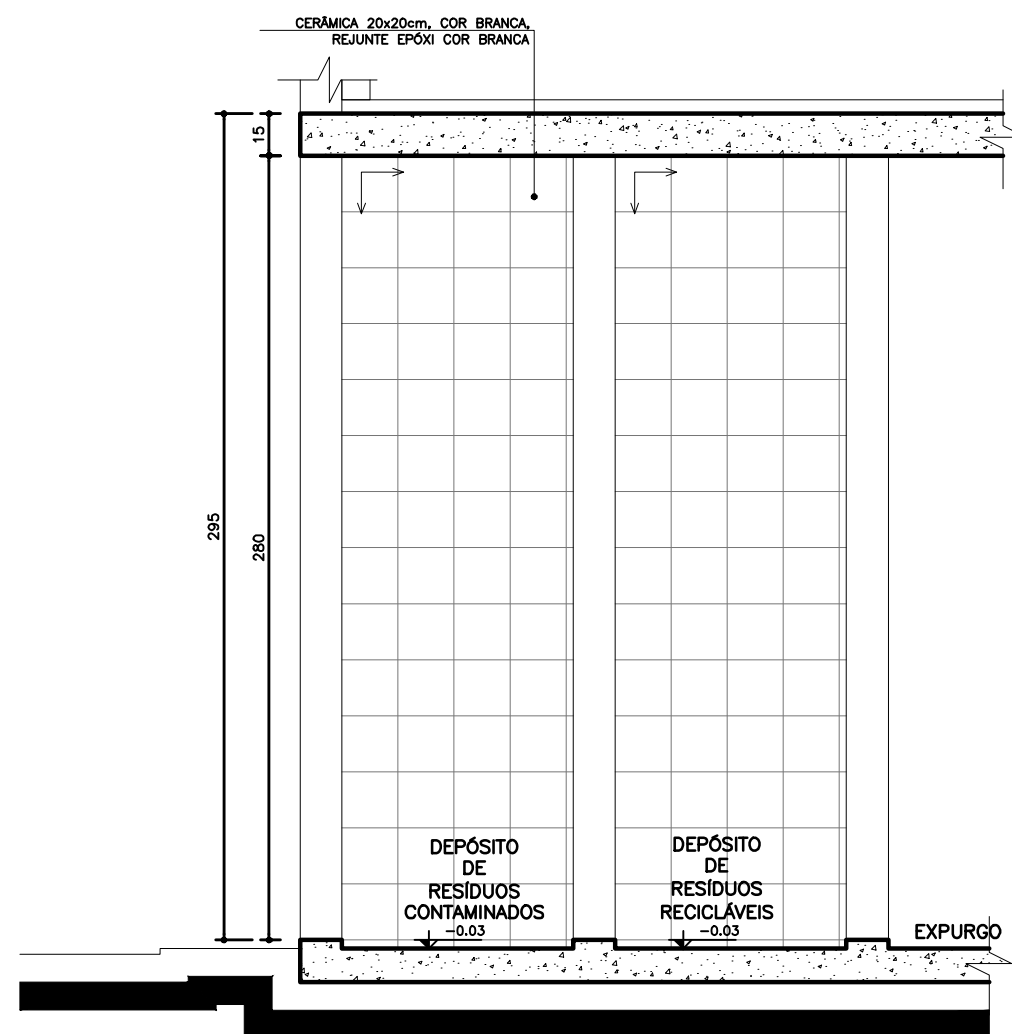 CERÂMICA 20x20cm, COR BRANCA,
REJUNTE EPÓXI COR BRANCA
15
295
280
DEPÓSITO
DE
RESÍDUOS
CONTAMINADOS
-0.03
DEPÓSITO
DE
RESÍDUOS
RECICLÁVEIS
-0.03
EXPURGO